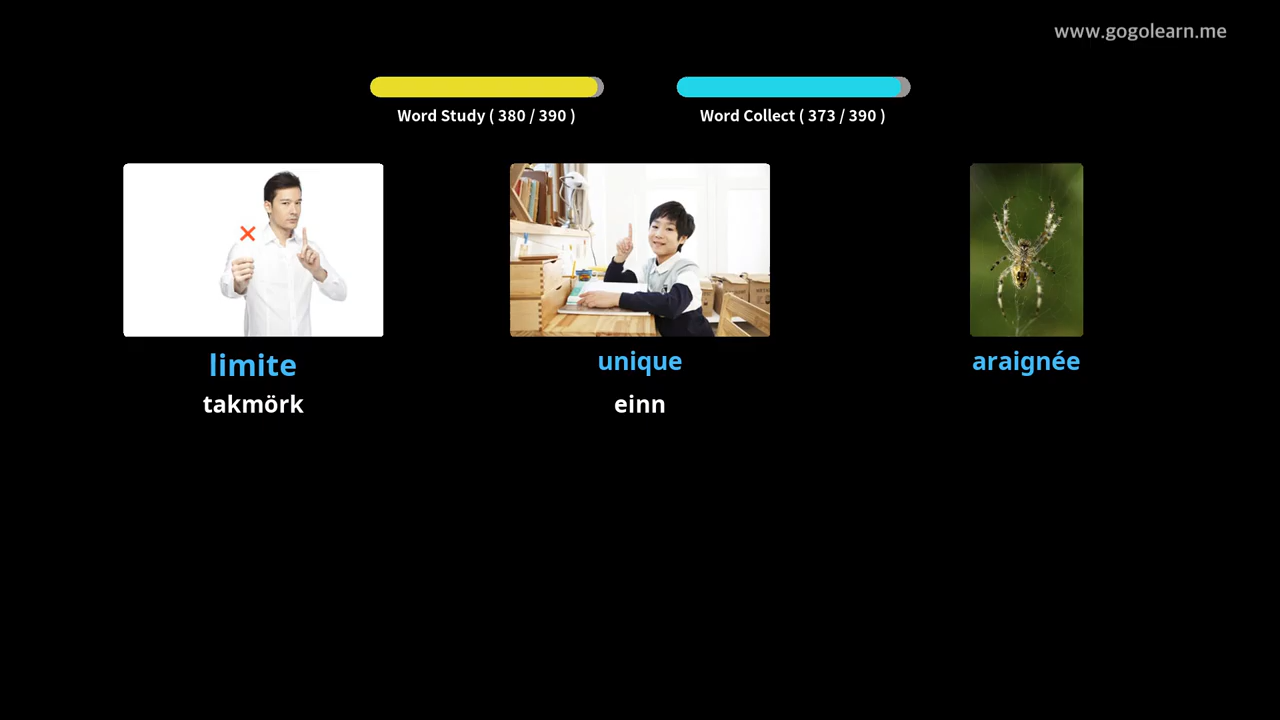 www.gogolearn.me
Word Study ( 380 / 390 )
Word Collect ( 373 / 390 )
limite
unique
araignée
takmörk
einn